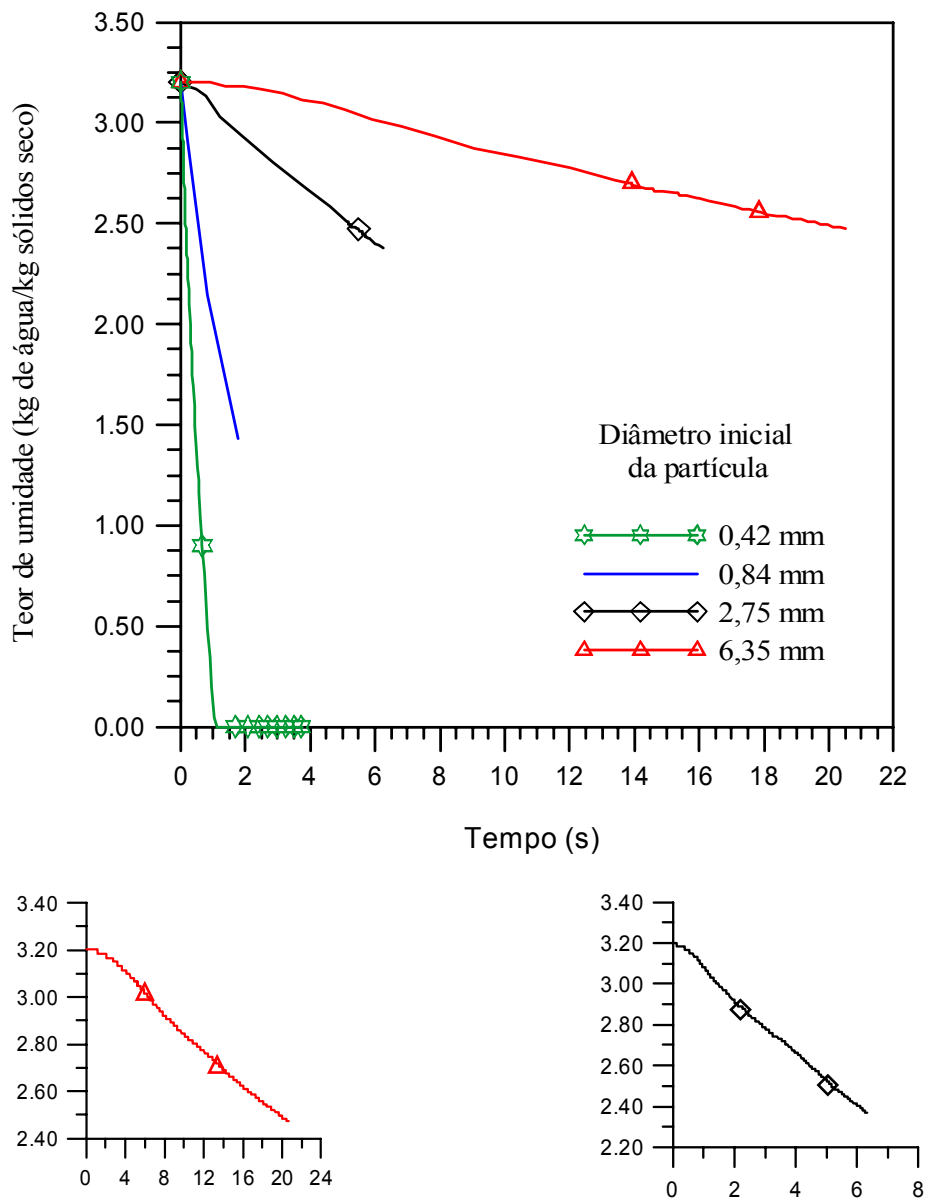 3.50
3.00
2.50
2.00
1.50
1.00
0.50
0.00
Teor de umidade (kg de água/kg sólidos seco)
Diâmetro inicial
da partícula
0,42 mm
0,84 mm
2,75 mm
6,35 mm
0 2 4 6 8 10 12 14 16 18 20 22
Tempo (s)
3.40
3.20
3.00
2.80
2.60
2.40
0 4 8 12 16 20 24
3.40
3.20
3.00
2.80
2.60
2.40
2.20
0 2 4 6 8